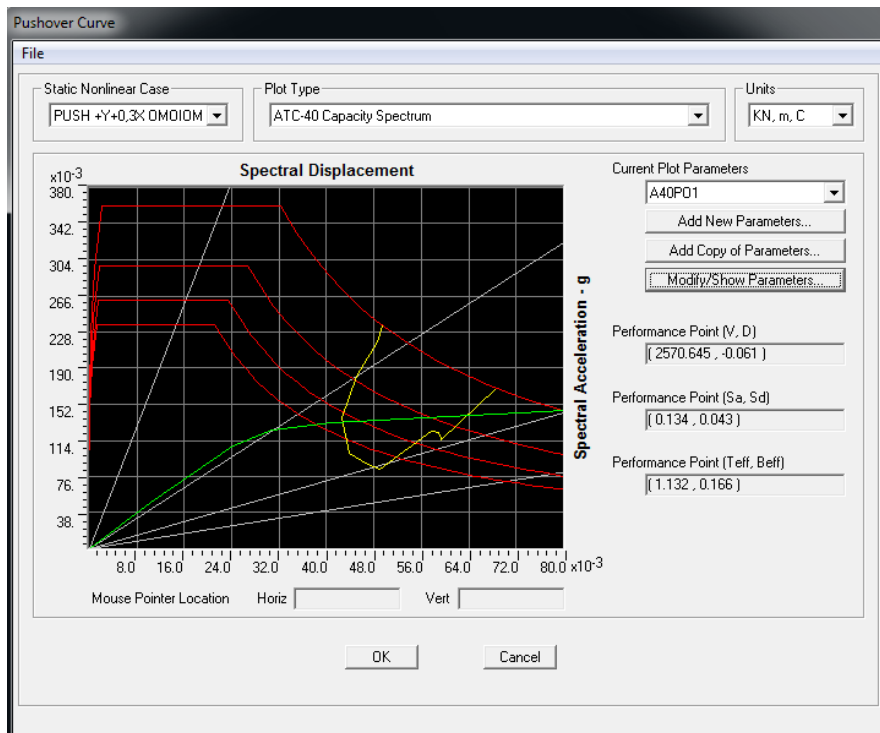 Pushover Curve
File
Static Nonlinear Case
PUSH +Y+0,3X OMOIOM
Plot Type
ATC-40 Capacity Spectrum
Units
KN, m, C
Spectral Displacement
x10-3
380.
342.
304.
266.
228.
190.
152.
114.
76.
38.
8.0 16.0 24.0 32.0 40.0 48.0 56.0 64.0 72.0 80.0 x10-3
Spectral Acceleration - g
Mouse Pointer Location Horiz Vert
Current Plot Parameters
A40PO1
Add New Parameters...
Add Copy of Parameters...
Modify/Show Parameters...
Performance Point (V, D)
( 2570.645 , -0.061 )
Performance Point (Sa, Sd)
( 0.134 , 0.043 )
Performance Point (Teff, Beff)
( 1.132 , 0.166 )
OK
Cancel